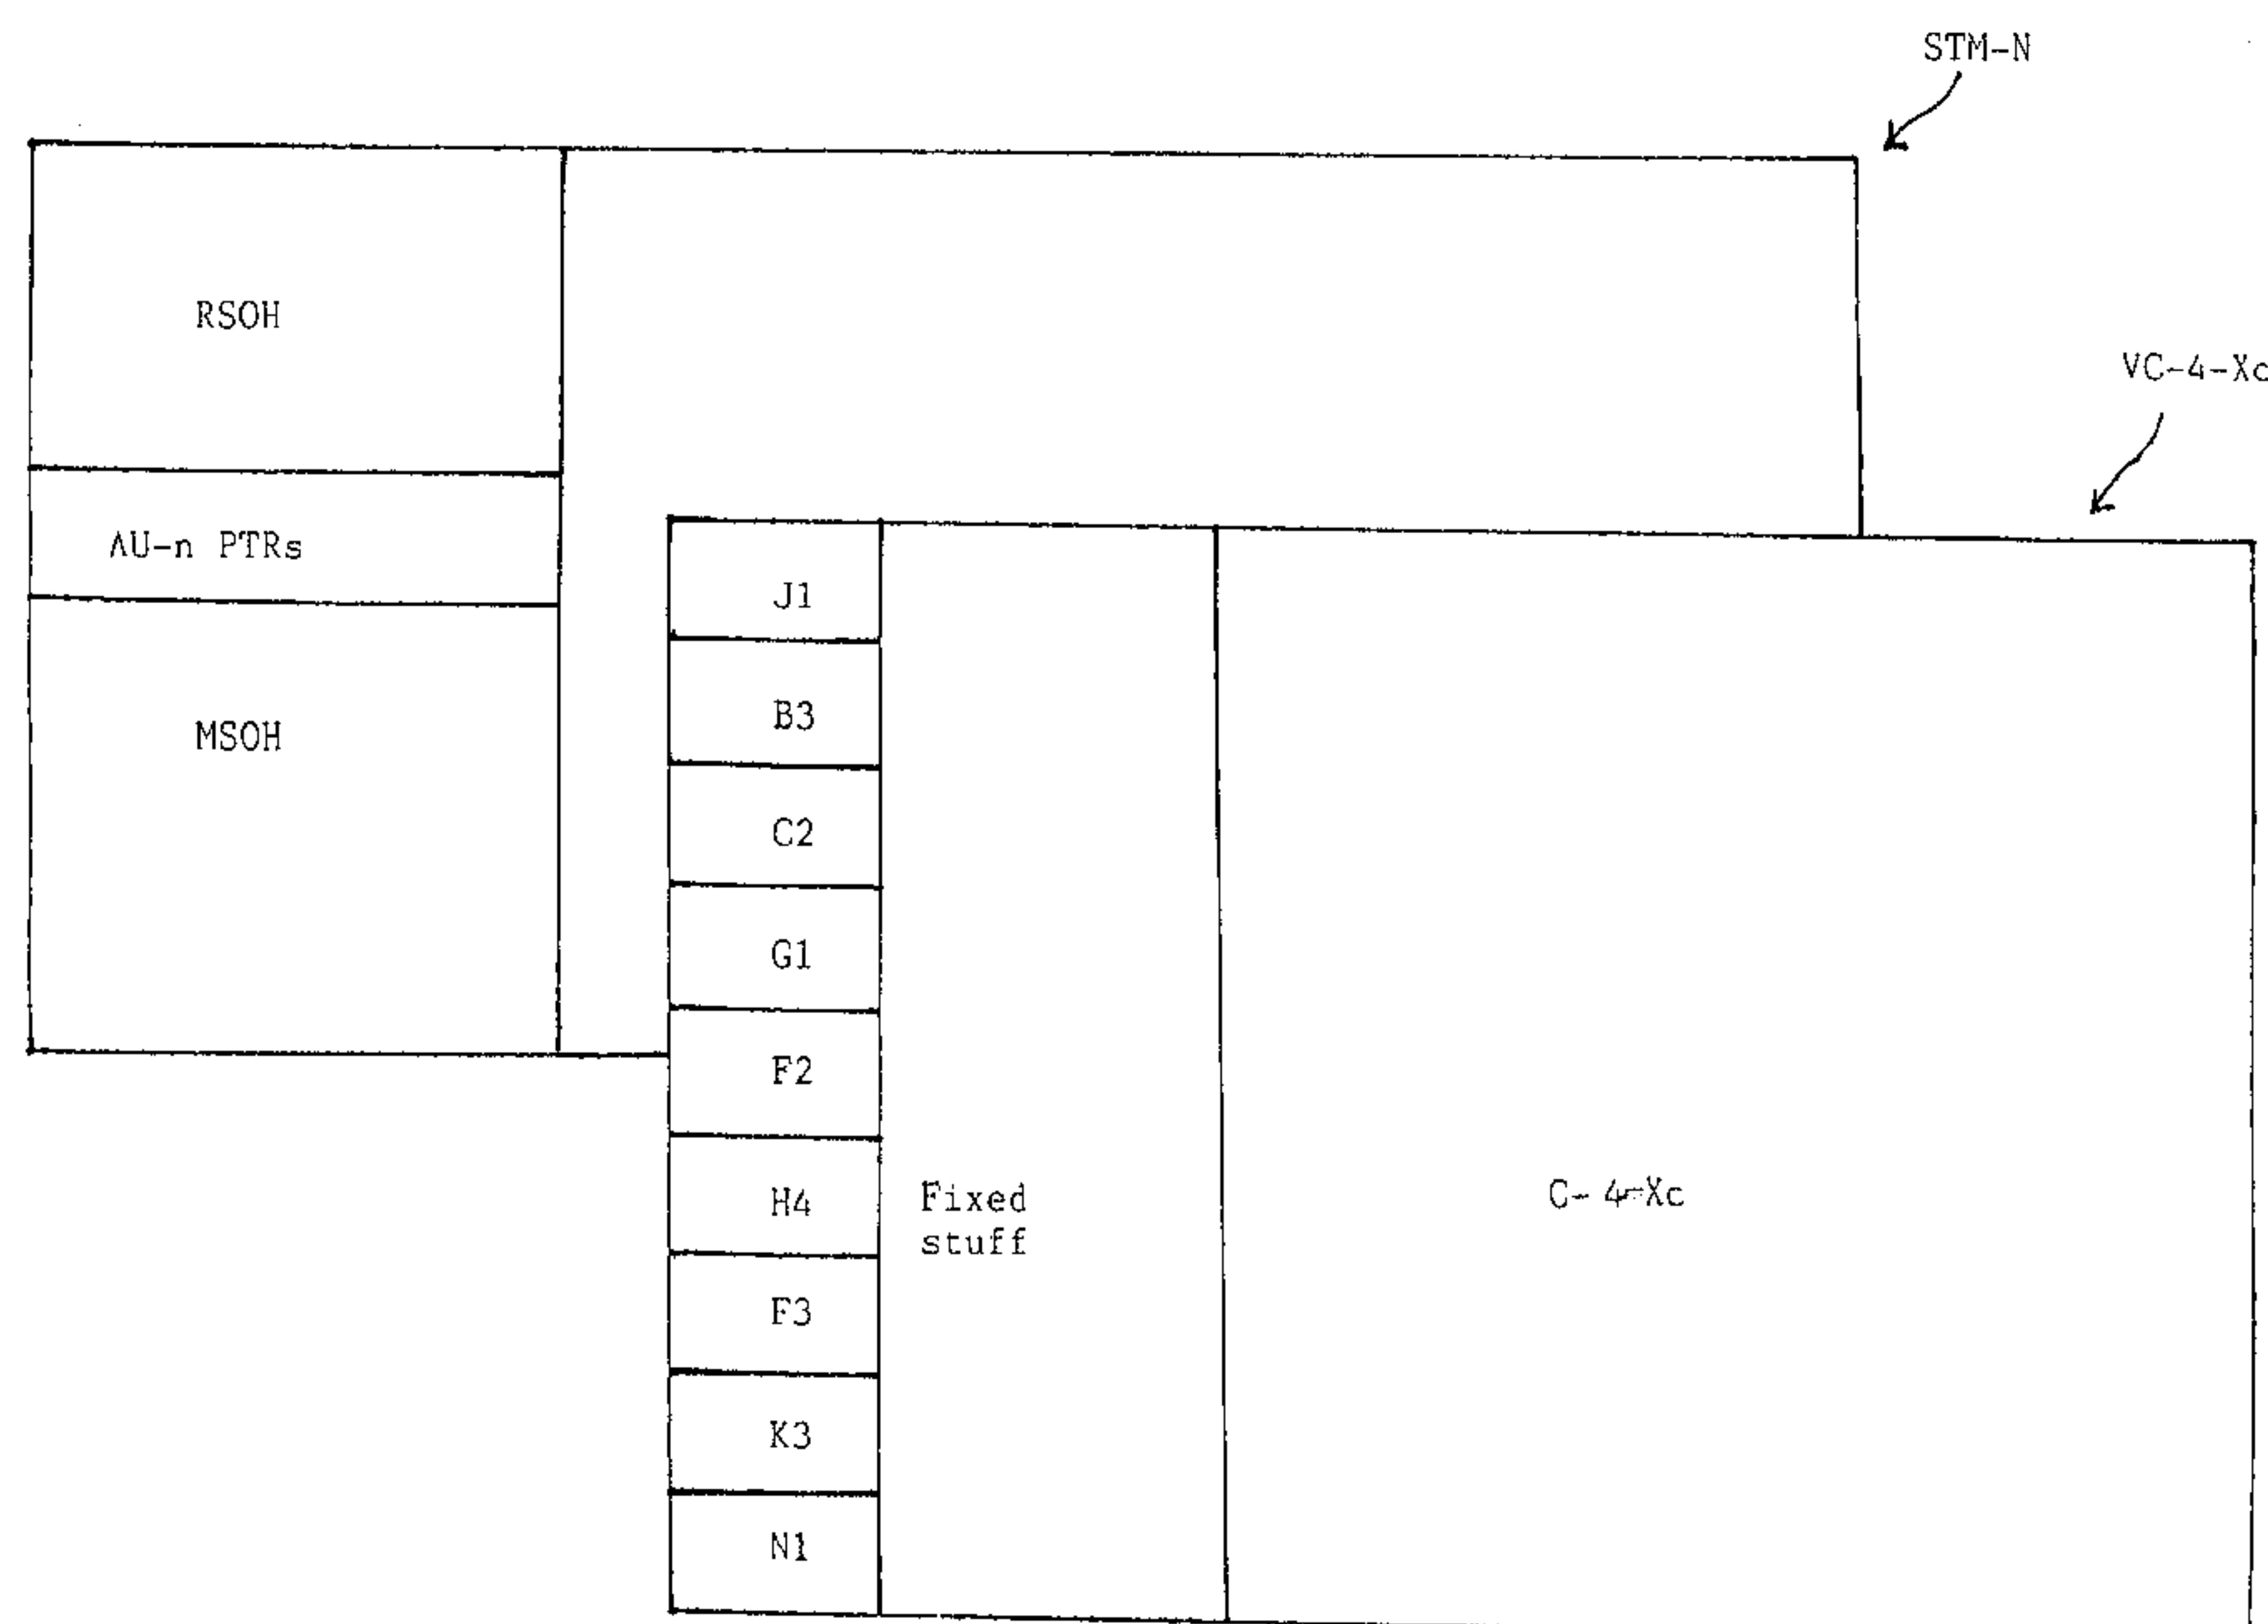 STM-N
RSOH
VC-4-Xc
AU-n PTRs
J1
B3
MSOH
C2
G1
F2
H4
Fixed
stuff
C-4-Xc
F3
K3
N1